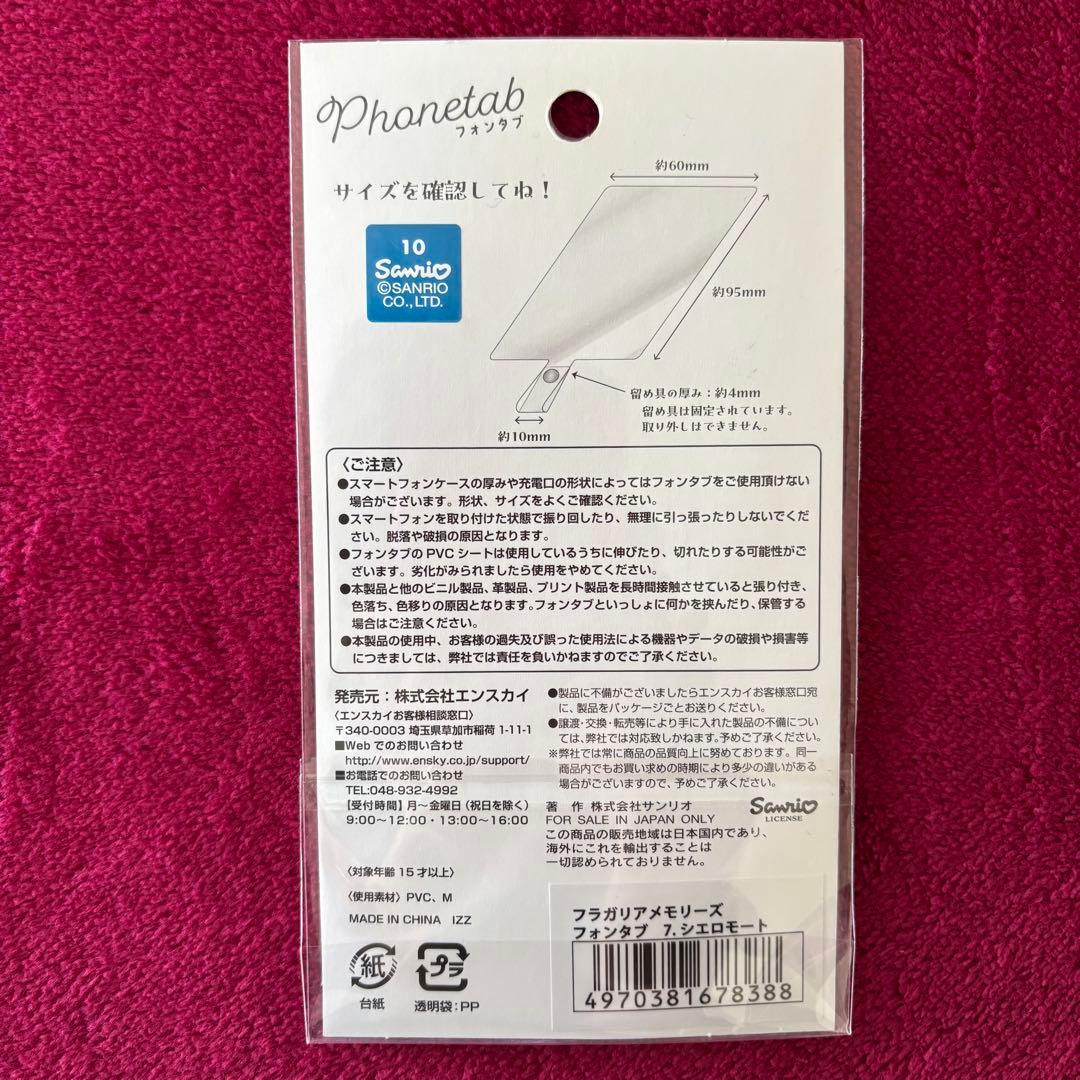 Phonetab
フォンタブ
サイズを確認してね！
10
Sanrio
©SANRIO
CO.,LTD.
約60mm
約95mm
留め具の厚み：約4mm
留め具は固定されています。
取り外しはできません。
約10mm
〈ご注意〉
●スマートフォンケースの厚みや充電口の形状によってはフォンタブをご使用頂けない
場合がございます。形状、サイズをよくご確認ください。
●スマートフォンを取り付けた状態で振り回したり、無理に引っ張ったりしないでくだ
さい。脱落や破損の原因となります。
●フォンタブのPVCシートは使用しているうちに伸びたり、切れたりする可能性がご
ざいます。劣化がみられましたら使用をやめてください。
●本製品と他のビニル製品、革製品、プリント製品を長時間接触させていると張り付き、
色落ち、色移りの原因となります。フォンタブといっしょに何かを挟んだり、保管する
場合はご注意ください。
●本製品の使用中、お客様の過失及び誤った使用法による機器やデータの破損や損害等
につきましては、弊社では責任を負いかねますのでご了承ください。
発売元：株式会社エンスカイ
〈エンスカイお客様相談窓口〉
〒340-0003 埼玉県草加市稲荷 1-11-1
■Webでのお問い合わせ
http://www.ensky.co.jp/support/
■お電話でのお問い合わせ
TEL:048-932-4992
【受付時間】月～金曜日（祝日を除く）
9:00～12:00・13:00～16:00
●製品に不備がございましたらエンスカイお客様窓口宛
に、製品をパッケージごとお送りください。
●譲渡・交換・転売等により手に入れた製品の不備につい
ては、弊社では対応致しかねます。予めご了承ください。
※弊社では常に商品の品質向上に努めております。同一
商品内でもお買い求めの時期により多少の違いがある
場合がございますので、予めご了承ください。
著 作 株式会社サンリオ
FOR SALE IN JAPAN ONLY
この商品の販売地域は日本国内であり、
海外にこれを輸出することは
一切認められておりません。
Sanrio
LICENSE
〈対象年齢15才以上〉
〈使用素材〉PVC、M
MADE IN CHINA IZZ
紙
台紙
プラ
透明袋：PP
フラガリアメモリーズ
フォンタブ 7.シエロモート
4970381678388